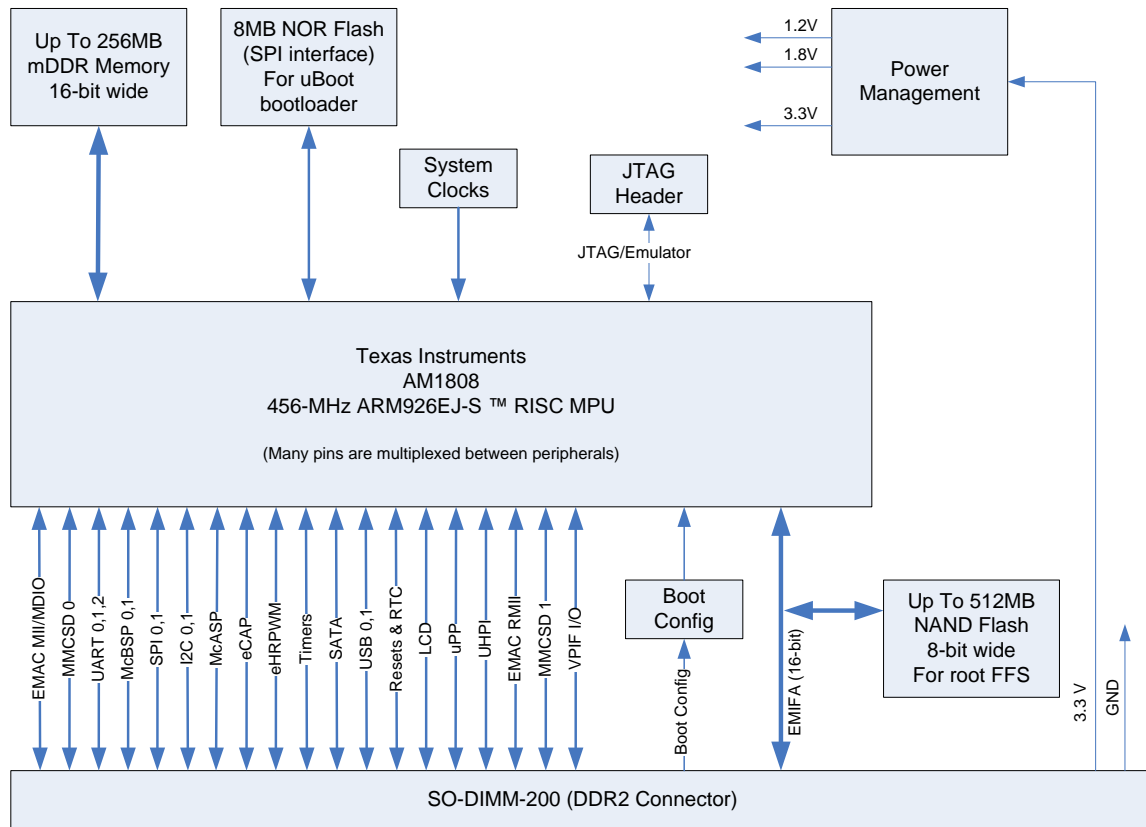 Up To 256MB
mDDR Memory
16-bit wide
8MB NOR Flash
(SPI interface)
For uBoot
bootloader
1.2V
1.8V
3.3V
Power
Management
System
Clocks
JTAG
Header
JTAG/Emulator
Texas Instruments
AM1808
456-MHz ARM926EJ-S ™ RISC MPU
(Many pins are multiplexed between peripherals)
EMAC MII/MDIO
MMCSD 0
UART 0,1,2
McBSP 0,1
SPI 0,1
I2C 0,1
McASP
eCAP
eHRPWM
Timers
SATA
USB 0,1
Resets & RTC
LCD
uPP
UHPI
EMAC RMII
MMCSD 1
VPIF I/O
Boot
Config
Boot Config
EMIFA (16-bit)
Up To 512MB
NAND Flash
8-bit wide
For root FFS
3.3 V
GND
SO-DIMM-200 (DDR2 Connector)